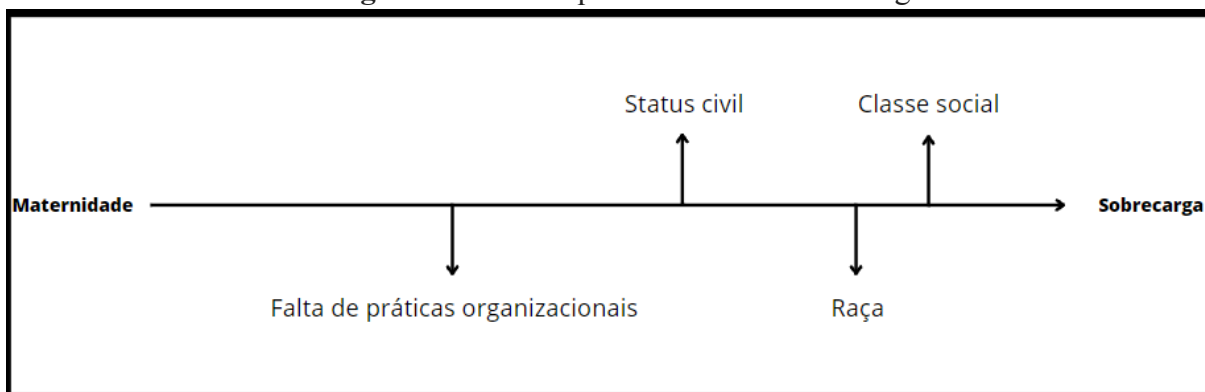 Status civil
Classe social
Maternidade
Sobrecarga
Falta de práticas organizacionais
Raça